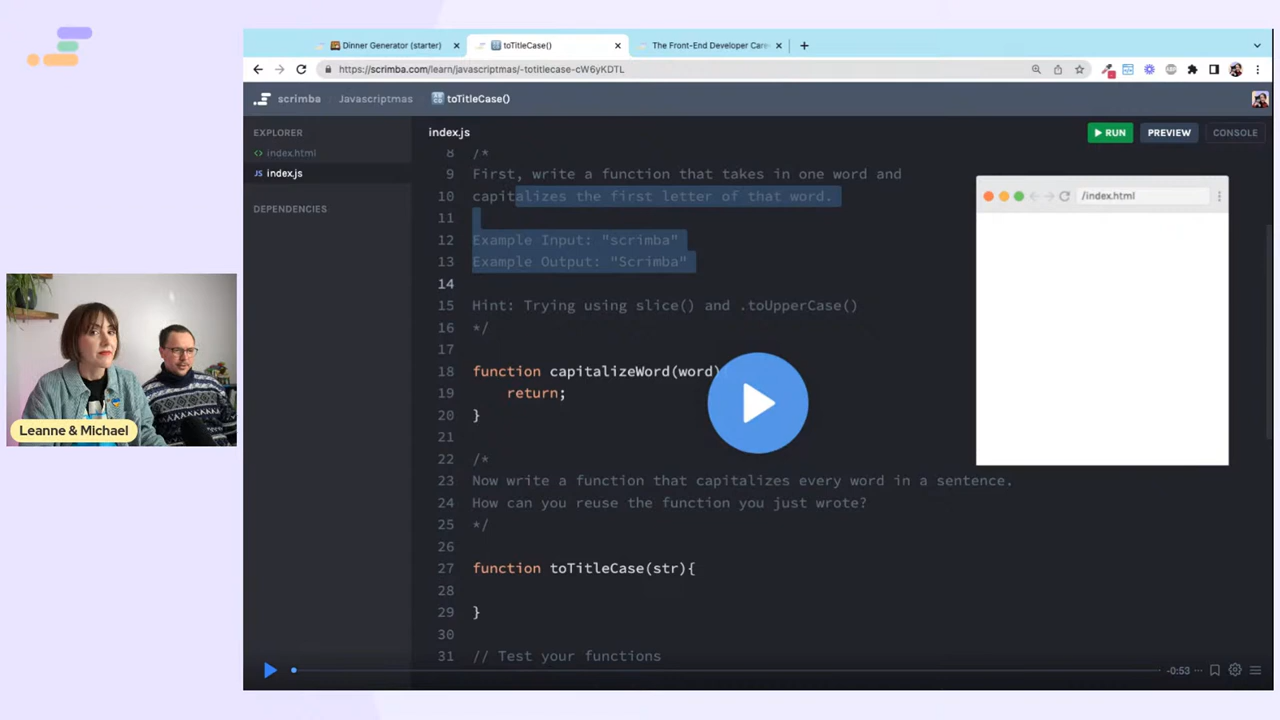 Dinner Generator (starter)
toTitleCase()
The Front-End Developer Care
https://scrimba.com/learn/javascriptmas/-totitlecase-cW6yKDTL
scrimba
Javascriptmas
toTitleCase()
EXPLORER
<> index.html
JS index.js
DEPENDENCIES
index.js
RUN
PREVIEW
CONSOLE
8 /*
9 First, write a function that takes in one word and
10 capitalizes the first letter of that word.
11
12 Example Input: "scrimba"
13 Example Output: "Scrimba"
14
15 Hint: Trying using slice() and .toUpperCase()
16 */
17
18 function capitalizeWord(word)
19 return;
20 }
21
22 /*
23 Now write a function that capitalizes every word in a sentence.
24 How can you reuse the function you just wrote?
25 */
26
27 function toTitleCase(str){
28
29 }
30
31 // Test your functions
/index.html
Leanne & Michael
-0:53